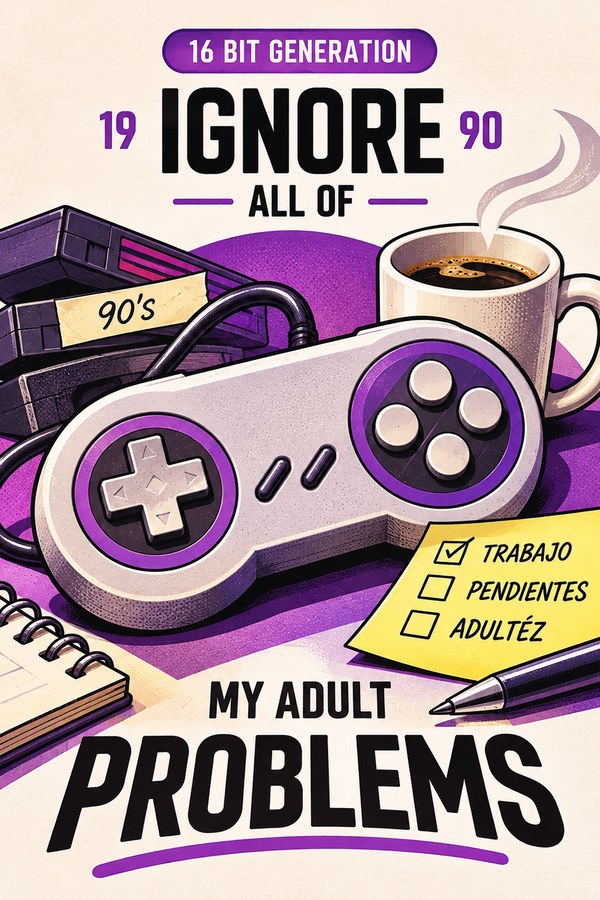 16 BIT GENERATION
19 IGNORE 90
ALL OF
90'S
TRABAJO
PENDIENTES
ADULTÉZ
MY ADULT
PROBLEMS